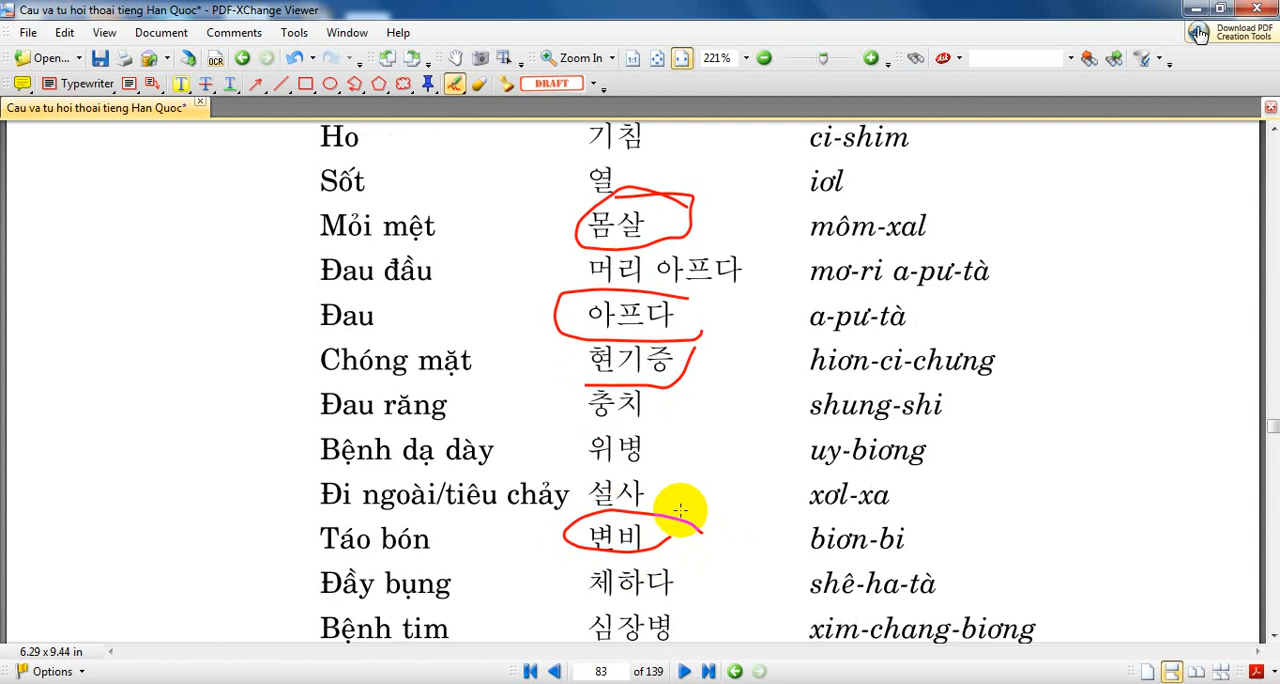 Cau va tu hoi thoai tieng Han Quoc* - PDF-XChange Viewer
File Edit View Document Comments Tools Window Help
Download PDF
Creation Tools
Open... OCR Zoom In 221%
Typewriter T T T DRAFT
Cau va tu hoi thoai tieng Han Quoc*
Ho 기침 ci-shim
Sốt 열 iơl
Mỏi mệt 몸살 môm-xal
Đau đầu 머리 아프다 mơ-ri a-pư-tà
Đau 아프다 a-pư-tà
Chóng mặt 현기증 hiơn-ci-chưng
Đau răng 충치 shung-shi
Bệnh dạ dày 위병 uy-biơng
Đi ngoài/tiêu chảy 설사 xơl-xa
Táo bón 변비 biơn-bi
Đầy bụng 체하다 shê-ha-tà
Bệnh tim 심장병 xim-chang-biơng
6.29 x 9.44 in
Options 83 of 139